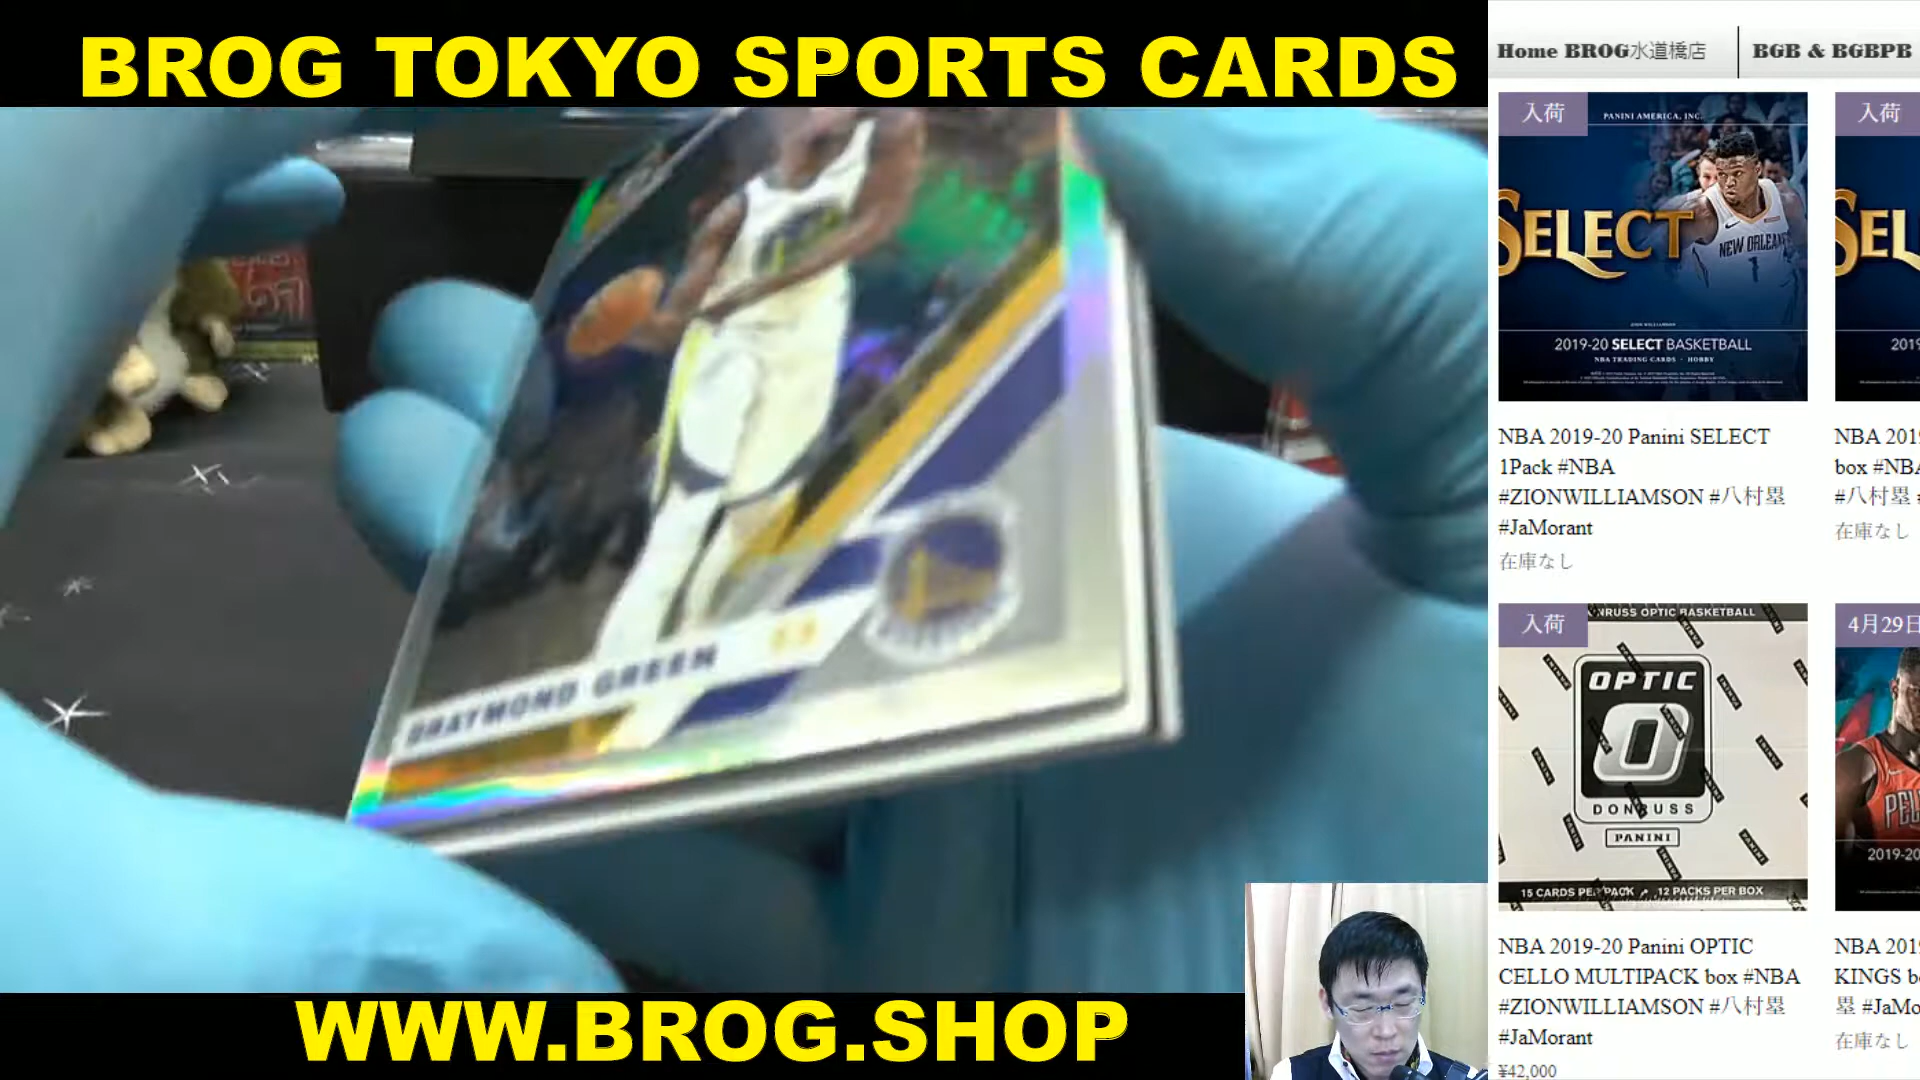 BROG TOKYO SPORTS CARDS
DRAYMOND GREEN
WWW.BROG.SHOP
Home BROG水道橋店
BGB & BGBPB
入荷
PANINI AMERICA, INC.
SELECT
NEW ORLEANS
1
ZION WILLIAMSON
2019-20 SELECT BASKETBALL
NBA TRADING CARDS · HOBBY
NBA 2019-20 Panini SELECT
1Pack #NBA
#ZIONWILLIAMSON #八村塁
#JaMorant
在庫なし
入荷
SEL
2019
NBA 201
box #NBA
#八村塁
在庫なし
入荷
NRUSS OPTIC BASKETBALL
OPTIC
O
DONRUSS
PANINI
15 CARDS PER PACK 12 PACKS PER BOX
NBA 2019-20 Panini OPTIC
CELLO MULTIPACK box #NBA
#ZIONWILLIAMSON #八村塁
#JaMorant
¥42,000
4月29日
PEL
2019-20
NBA 201
KINGS b
塁 #JaMo
在庫なし